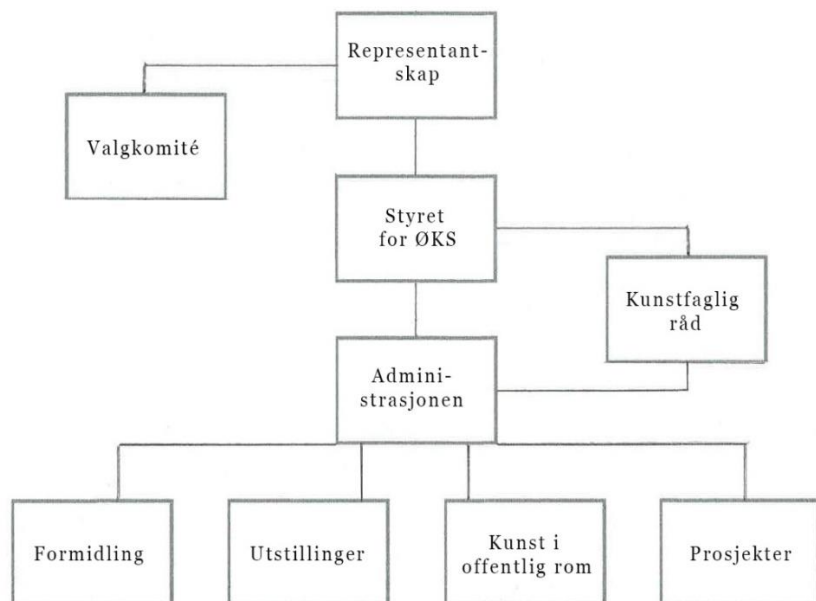 Representant-
skap
Valgkomité
Styret
for ØKS
Kunstfaglig
råd
Admini-
strasjonen
Formidling
Utstillinger
Kunst i
offentlig rom
Prosjekter